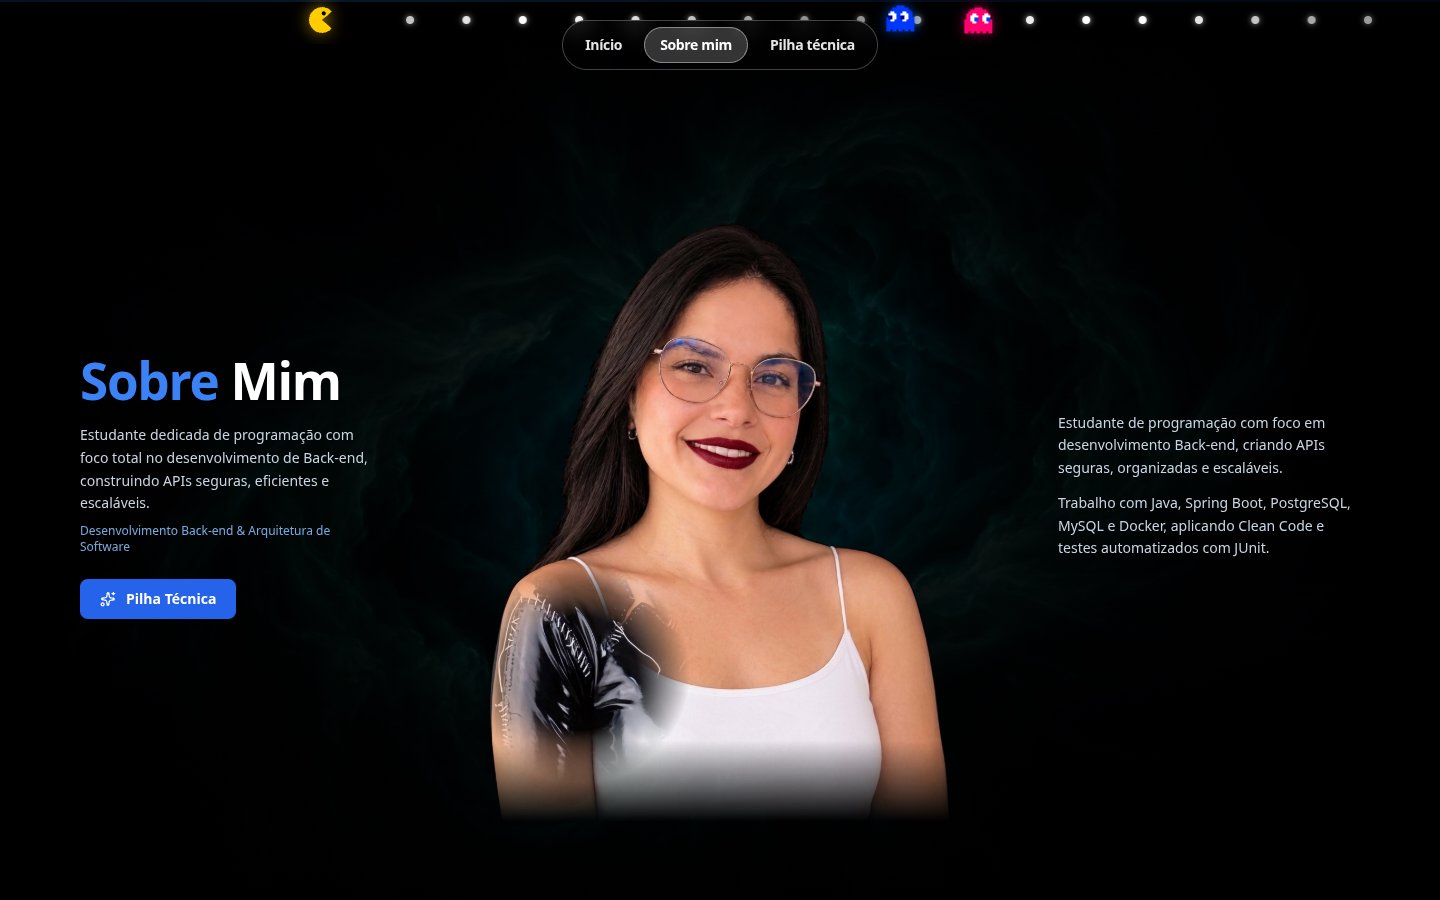 Início
Sobre mim
Pilha técnica
Sobre Mim
Estudante dedicada de programação com
foco total no desenvolvimento de Back-end,
construindo APIs seguras, eficientes e
escaláveis.
Desenvolvimento Back-end & Arquitetura de
Software
Pilha Técnica
Estudante de programação com foco em
desenvolvimento Back-end, criando APIs
seguras, organizadas e escaláveis.
Trabalho com Java, Spring Boot, PostgreSQL,
MySQL e Docker, aplicando Clean Code e
testes automatizados com JUnit.